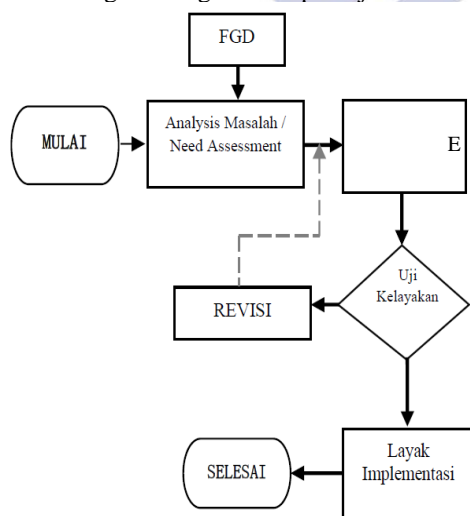 FGD
MULAI
Analysis Masalah /
Need Assessment
E
Uji
Kelayakan
REVISI
Layak
Implementasi
SELESAI